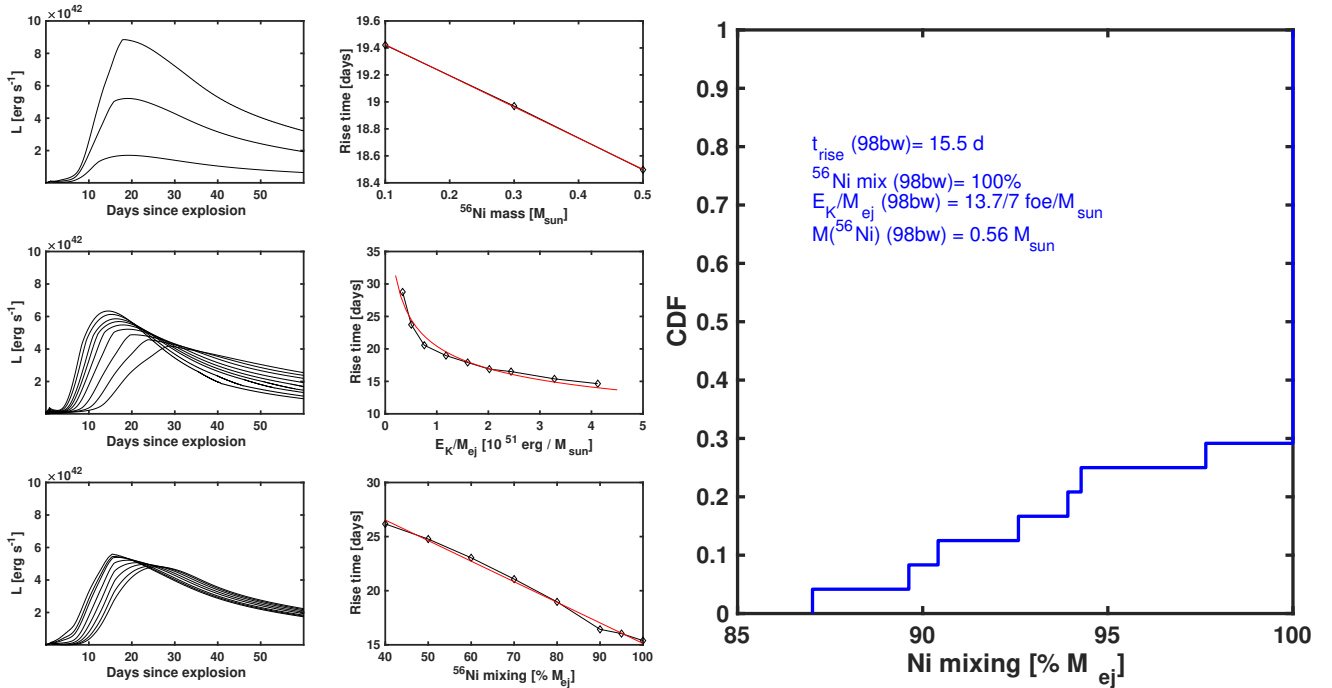 ×10^42
10
8
6
4
2
L [erg s^-1]
10 20 30 40 50
Days since explosion
19.6
19.4
19.2
19
18.8
18.6
18.4
Rise time [days]
0.1 0.2 0.3 0.4 0.5
^56Ni mass [M_sun]
×10^42
10
8
6
4
2
L [erg s^-1]
10 20 30 40 50
Days since explosion
35
30
25
20
15
10
Rise time [days]
0 1 2 3 4 5
E_K/M_ej [10^51 erg / M_sun]
×10^42
10
8
6
4
2
L [erg s^-1]
10 20 30 40 50
Days since explosion
30
25
20
15
Rise time [days]
40 50 60 70 80 90 100
^56Ni mixing [% M_ej]
1
0.9
0.8
0.7
0.6
0.5
0.4
0.3
0.2
0.1
0
CDF
t_rise (98bw)= 15.5 d
^56Ni mix (98bw)= 100%
E_K/M_ej (98bw) = 13.7/7 foe/M_sun
M(^56Ni) (98bw) = 0.56 M_sun
85 90 95 100
Ni mixing [% M_ej]